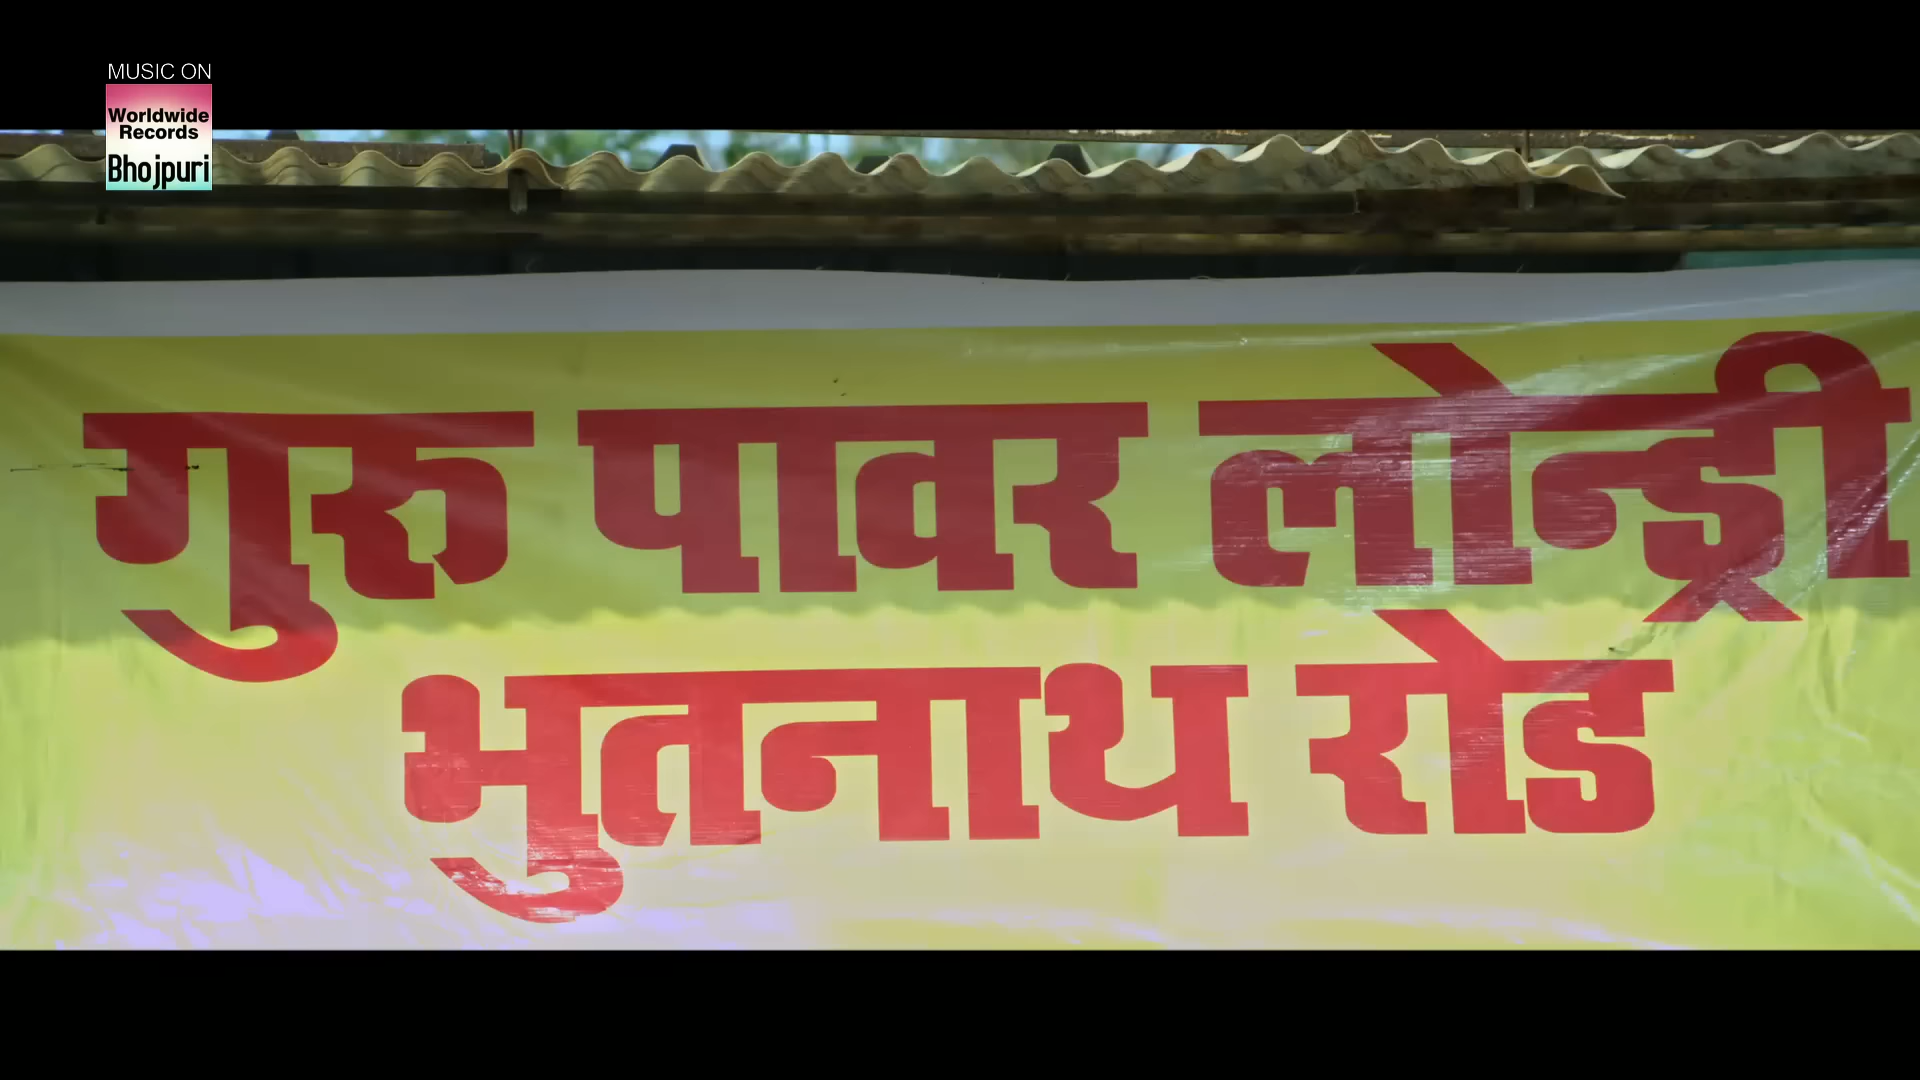 MUSIC ON
Worldwide
Records
Bhojpuri
गुरु पावर लोन्ड्री
भुतनाथ रोड